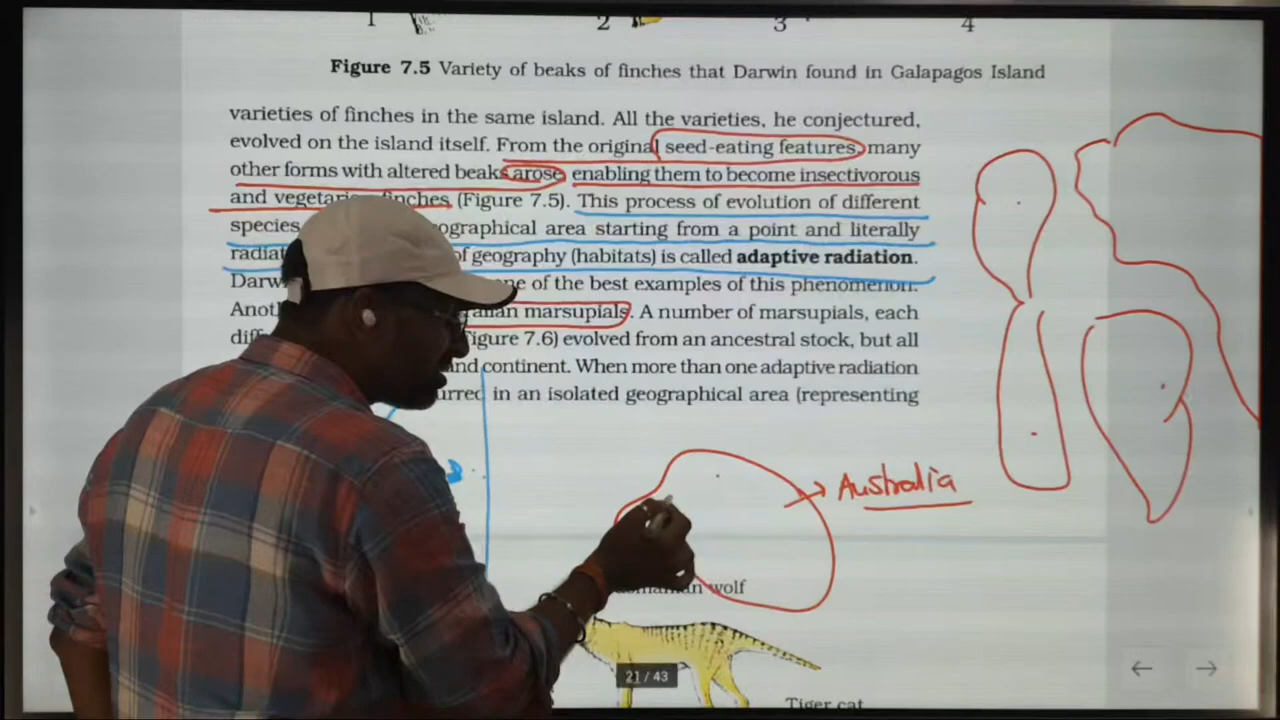 1 2 3 4
Figure 7.5 Variety of beaks of finches that Darwin found in Galapagos Island
varieties of finches in the same island. All the varieties, he conjectured,
evolved on the island itself. From the original seed-eating features, many
other forms with altered beaks arose, enabling them to become insectivorous
and vegetarian finches (Figure 7.5). This process of evolution of different
species ographical area starting from a point and literally
radiat of geography (habitats) is called adaptive radiation.
Darw ne of the best examples of this phenomenon.
Anot alian marsupials. A number of marsupials, each
diff Figure 7.6) evolved from an ancestral stock, but all
nd continent. When more than one adaptive radiation
urred in an isolated geographical area (representing
Australia
smanian wolf
21 / 43
Tiger cat